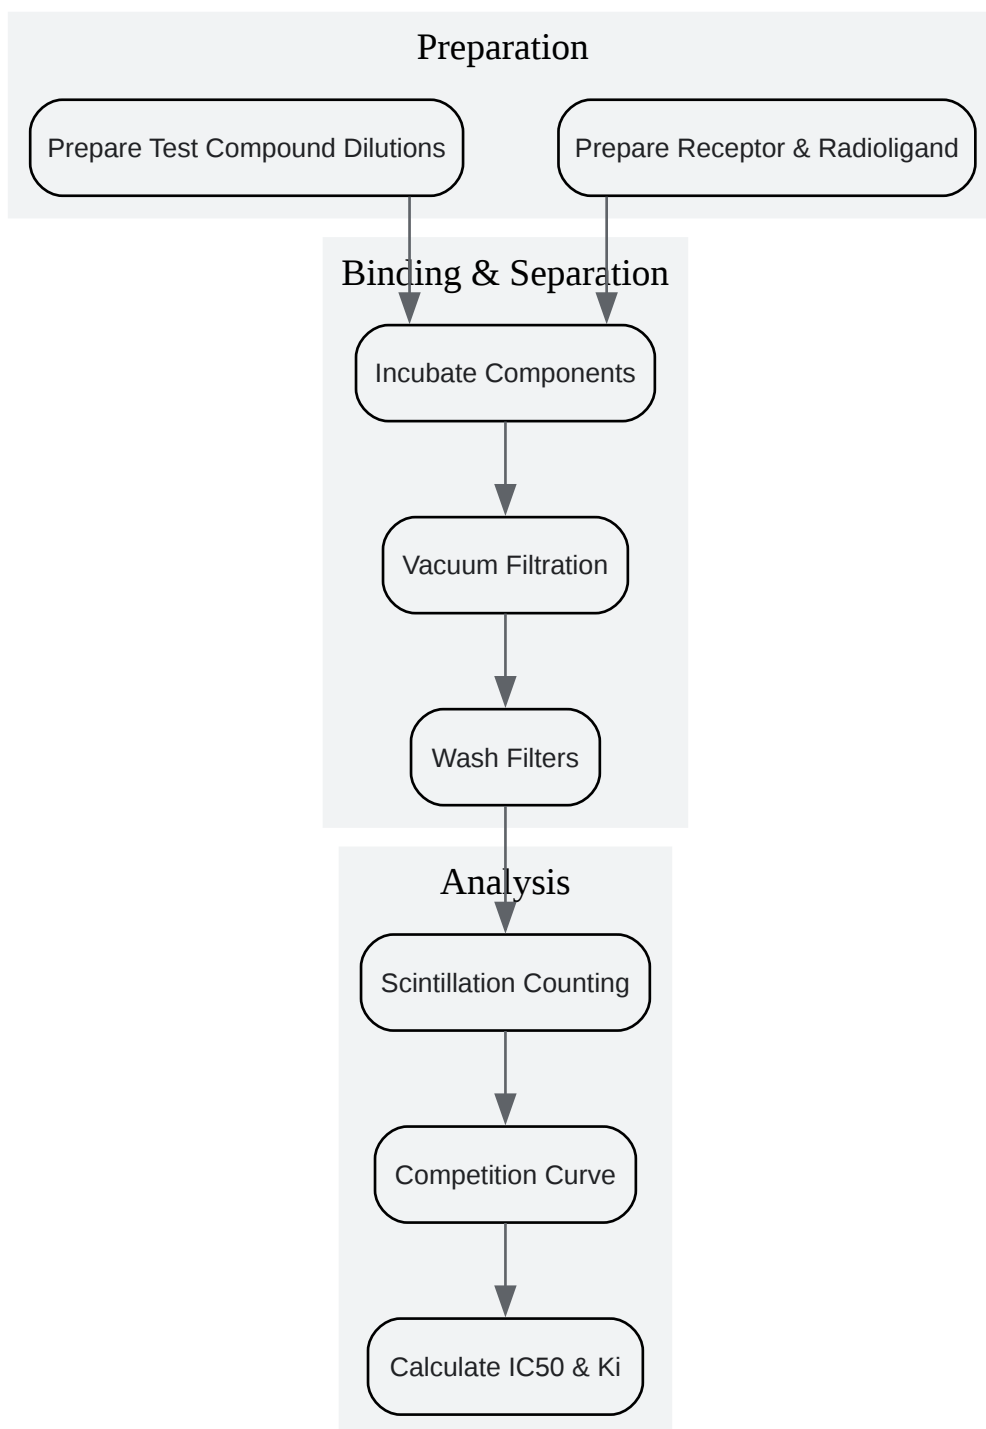 Preparation
Prepare Test Compound Dilutions
Prepare Receptor & Radioligand
Binding & Separation
Incubate Components
Vacuum Filtration
Wash Filters
Analysis
Scintillation Counting
Competition Curve
Calculate IC50 & Ki